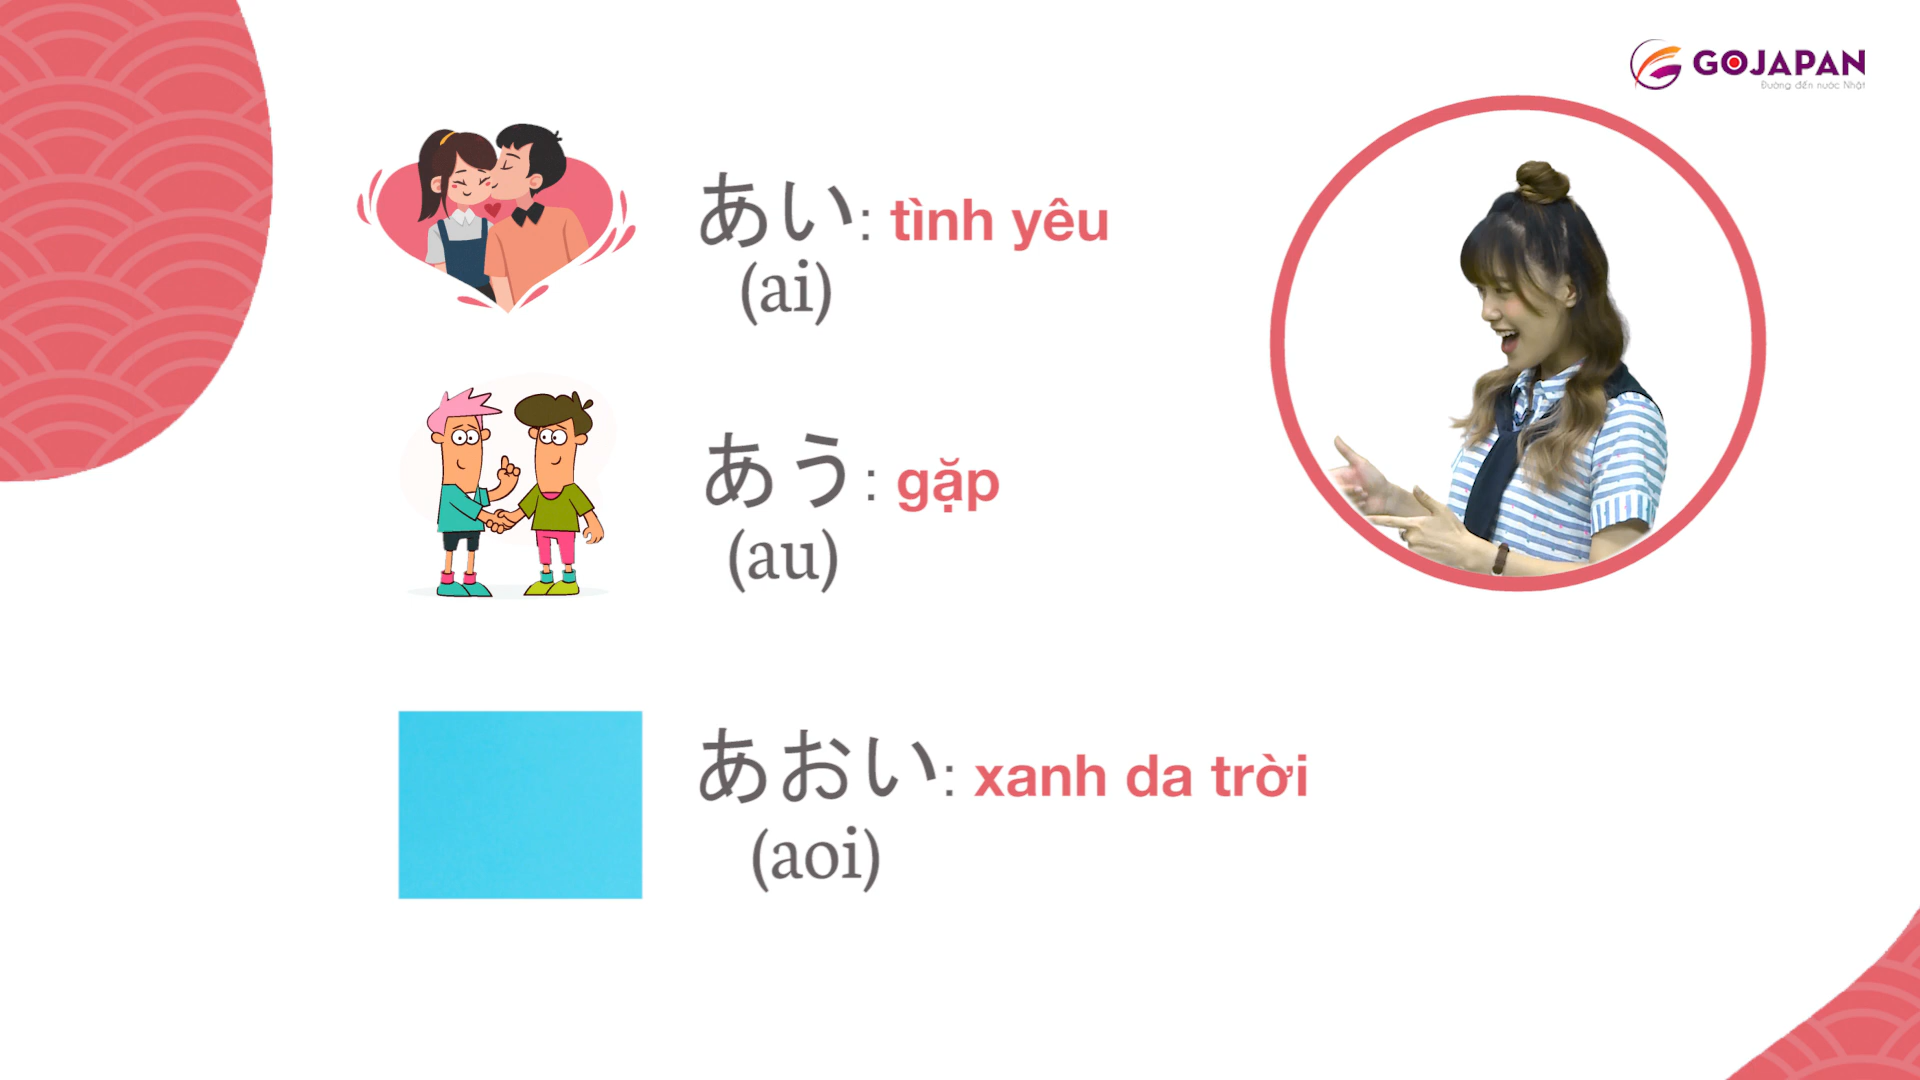 GOJAPAN
Đường đến nước Nhật
あい: tình yêu
(ai)
あう: gặp
(au)
あおい: xanh da trời
(aoi)